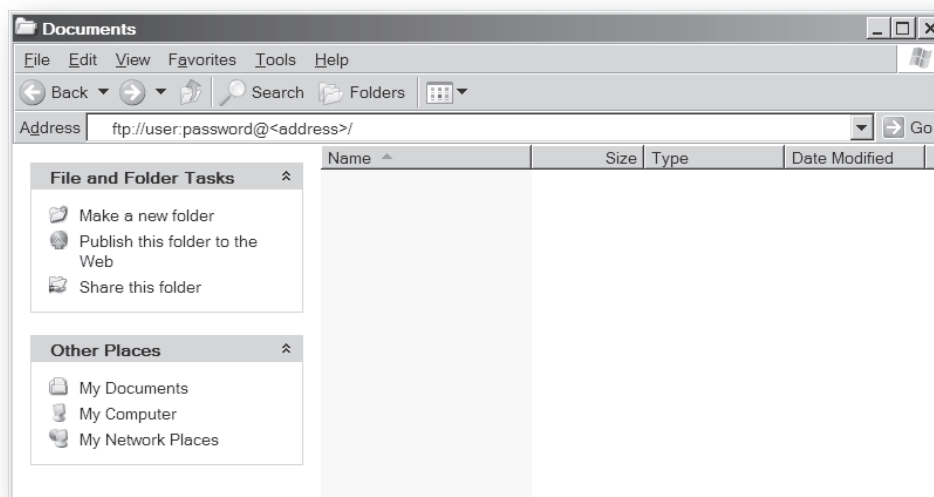 Documents
File Edit View Favorites Tools Help
Back Search Folders
Address ftp://user:password@<address>/ Go
Name Size Type Date Modified
File and Folder Tasks
Make a new folder
Publish this folder to the
Web
Share this folder
Other Places
My Documents
My Computer
My Network Places